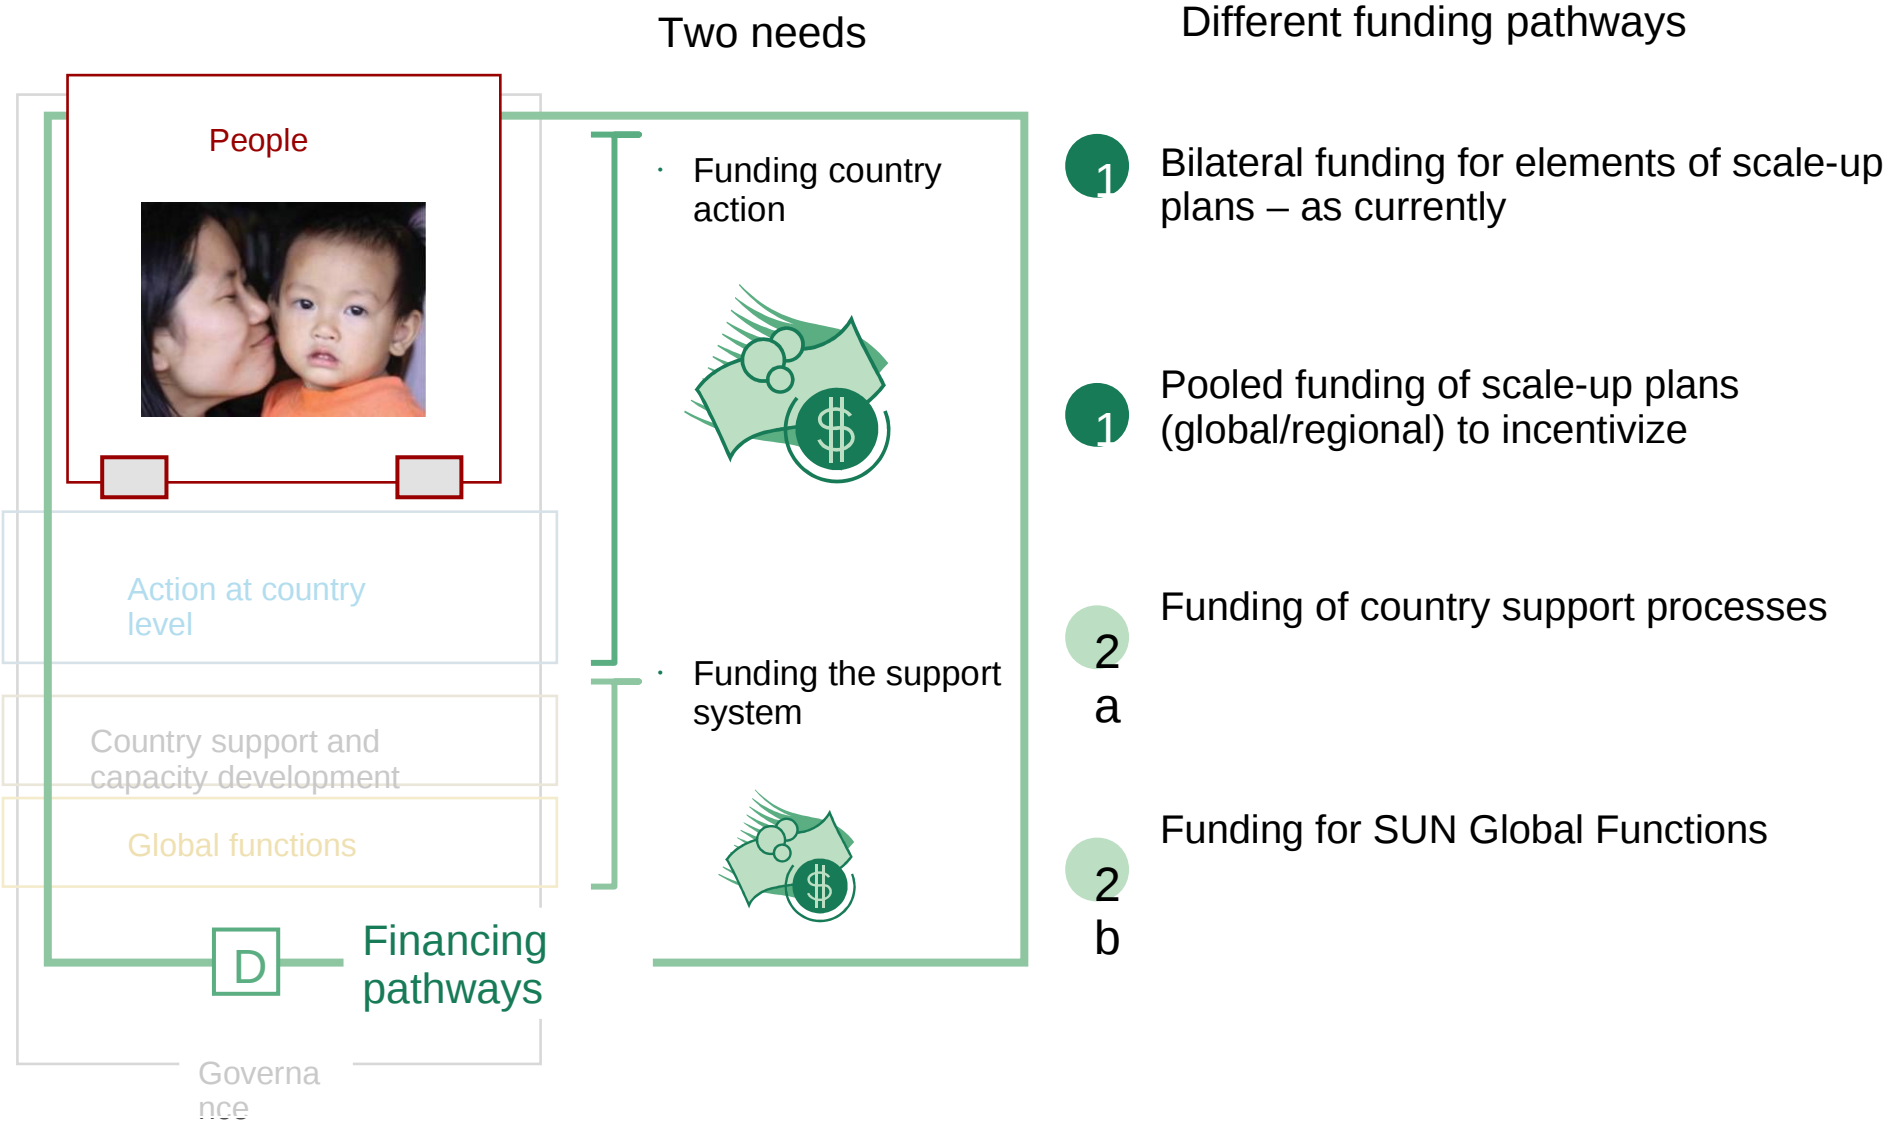 Two needs
Different funding pathways
People
· Funding country
action
1
Bilateral funding for elements of scale-up
plans – as currently
1
Pooled funding of scale-up plans
(global/regional) to incentivize
Action at country
level
· Funding the support
system
2
a
Funding of country support processes
Country support and
capacity development
Global functions
2
b
Funding for SUN Global Functions
D
Financing
pathways
Governa
nce